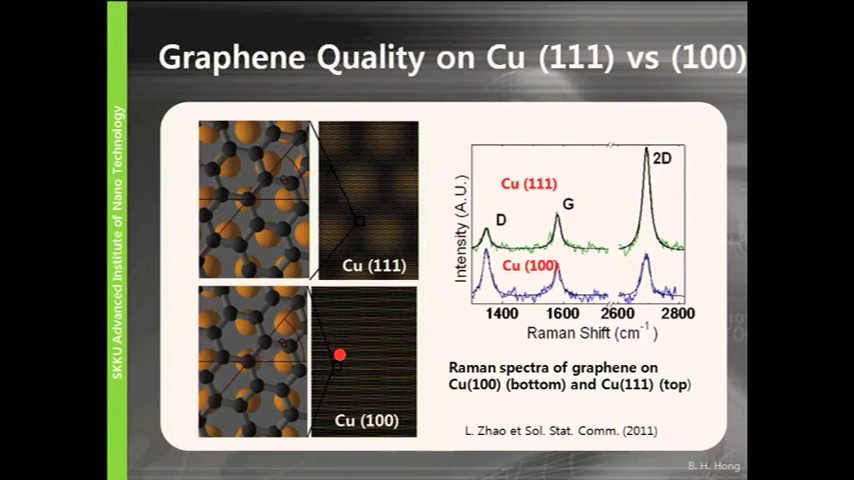 Graphene Quality on Cu (111) vs (100)
SKKU Advanced Institute of Nano Technology
Cu (111)
Cu (100)
Intensity (A.U.)
Cu (111)
D
G
2D
Cu (100)
1400 1600 2600 2800
Raman Shift (cm⁻¹)
Raman spectra of graphene on
Cu(100) (bottom) and Cu(111) (top)
L. Zhao et Sol. Stat. Comm. (2011)
B. H. Hong